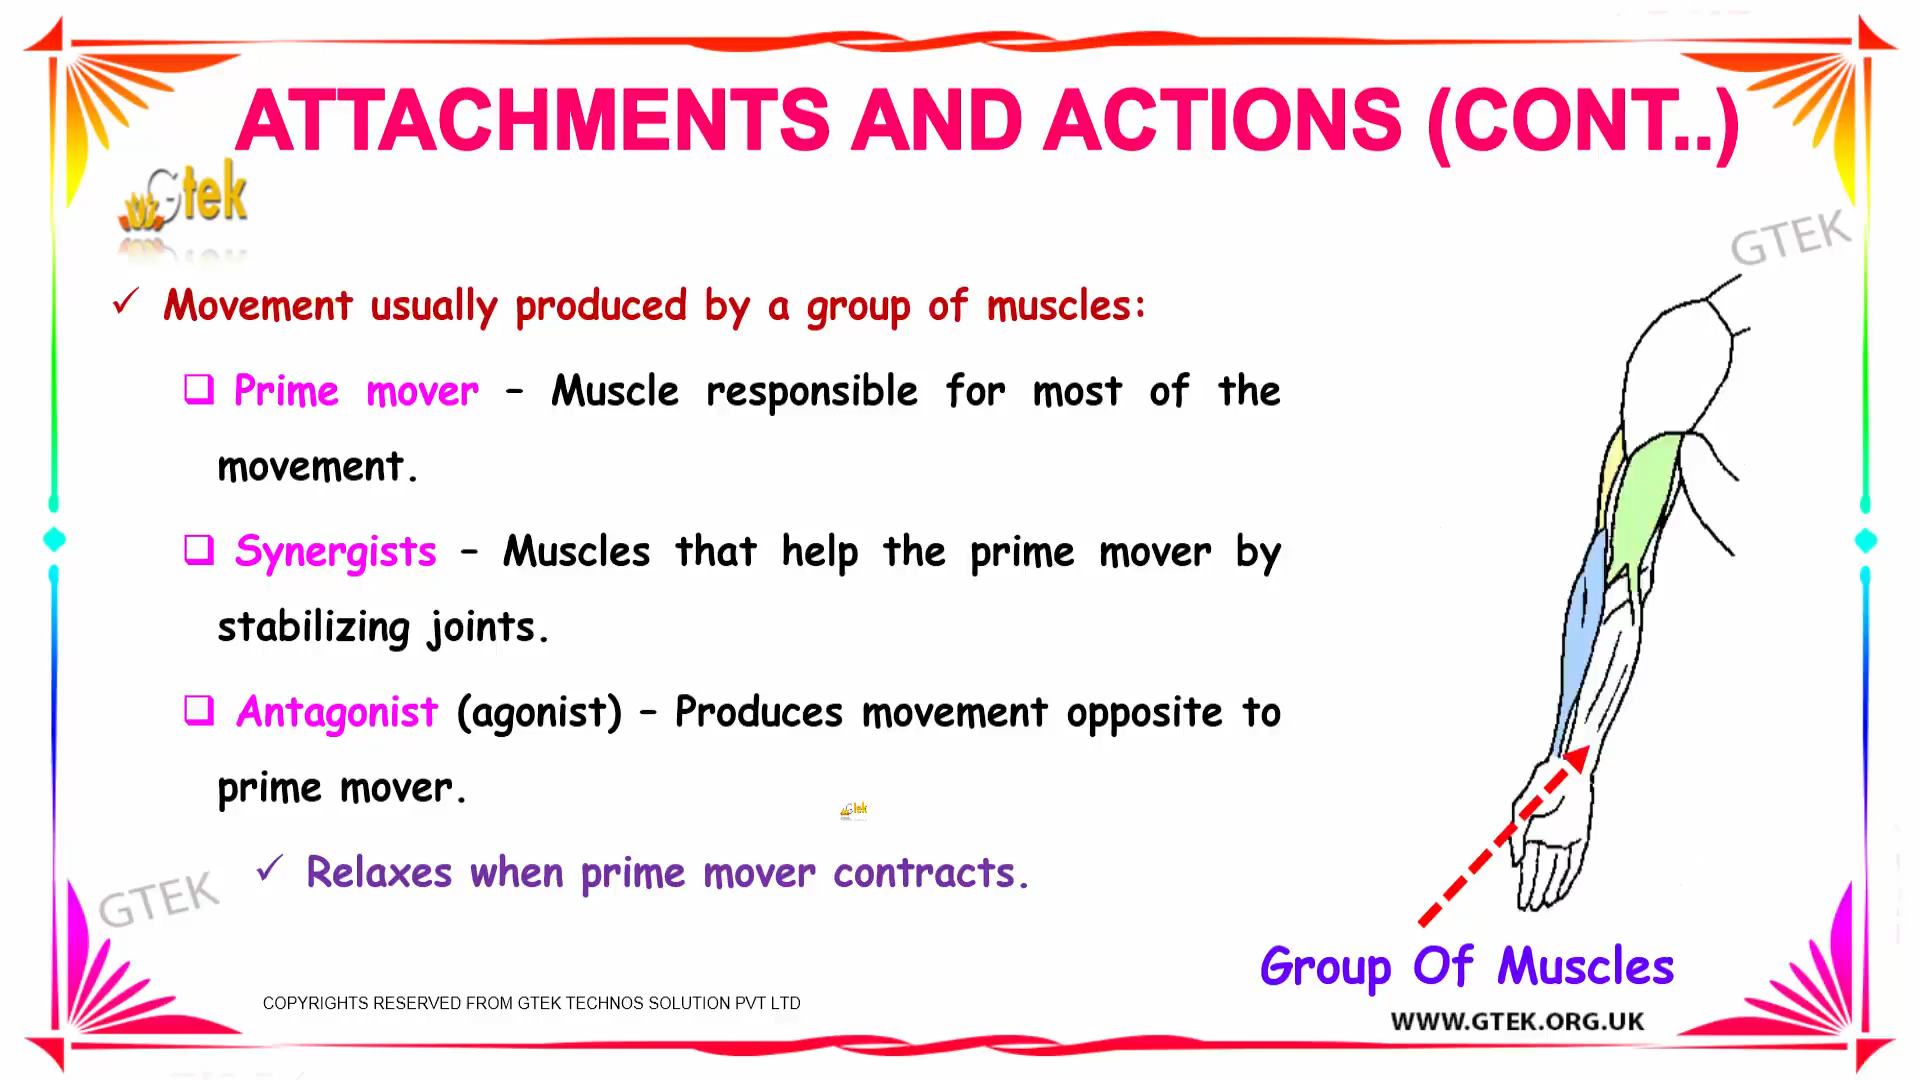 ATTACHMENTS AND ACTIONS (CONT..)
Gtek
GTEK
✓ Movement usually produced by a group of muscles:
❑ Prime mover – Muscle responsible for most of the
movement.
❑ Synergists – Muscles that help the prime mover by
stabilizing joints.
❑ Antagonist (agonist) – Produces movement opposite to
prime mover.
Gtek
✓ Relaxes when prime mover contracts.
GTEK
Group Of Muscles
COPYRIGHTS RESERVED FROM GTEK TECHNOS SOLUTION PVT LTD
WWW.GTEK.ORG.UK